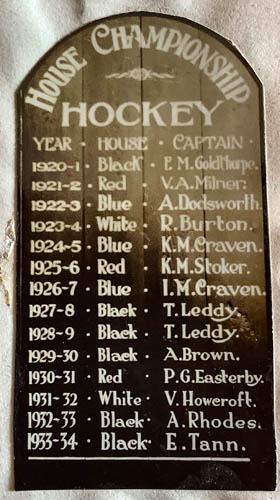 HOUSE CHAMPIONSHIP
HOCKEY
YEAR · HOUSE · CAPTAIN ·
1920-1 · Black · E. M. Goldthorpe.
1921-2 · Red · V. A. Milner.
1922-3 · Blue · A. Dodsworth.
1923-4 · White · R. Burton.
1924-5 · Blue · K. M. Craven.
1925-6 · Red · K. M. Stoker.
1926-7 · Blue · I. M. Craven.
1927-8 · Black · T. Leddy.
1928-9 · Black · T. Leddy.
1929-30 · Black · A. Brown.
1930-31 · Red · P. G. Easterby.
1931-32 · White · V. Howcroft.
1932-33 · Black · A. Rhodes.
1933-34 · Black · E. Tann.